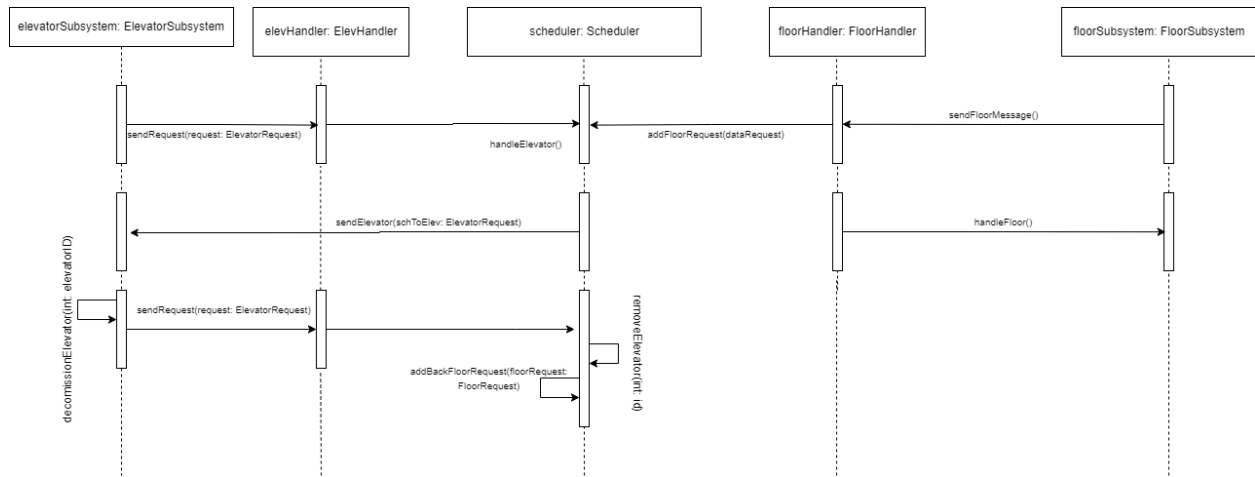 elevatorSubsystem: ElevatorSubsystem
elevHandler: ElevHandler
scheduler: Scheduler
floorHandler: FloorHandler
floorSubsystem: FloorSubsystem
sendRequest(request: ElevatorRequest)
handleElevator()
addFloorRequest(dataRequest)
sendFloorMessage()
sendElevator(schToElev: ElevatorRequest)
handleFloor()
decomissionElevator(int: elevatorID)
sendRequest(request: ElevatorRequest)
removeElevator(int: id)
addBackFloorRequest(floorRequest:
FloorRequest)